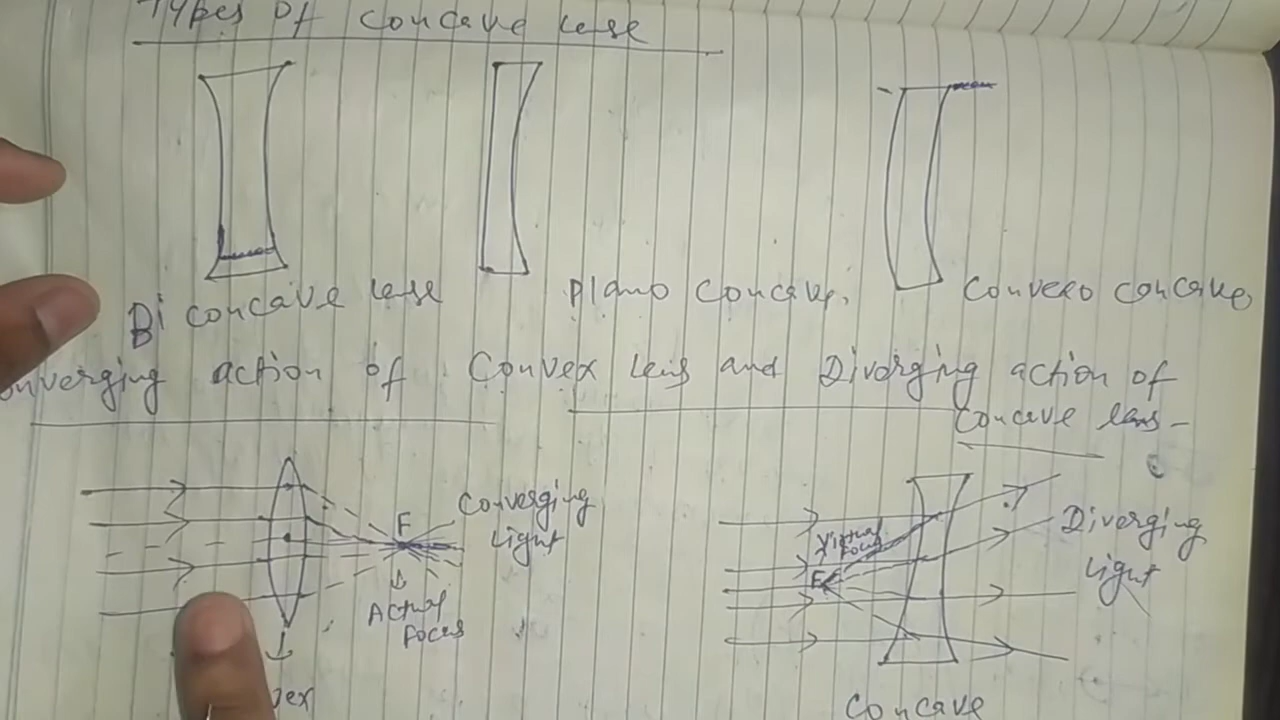 Types of concave lense
Bi concave lense
plano concave.
convexo concave
onverging action of Convex lens and Diverging action of
concave lens-
F
Converging
light
Actual
focus
vex
Virtual
focus
F
Diverging
light
Concave